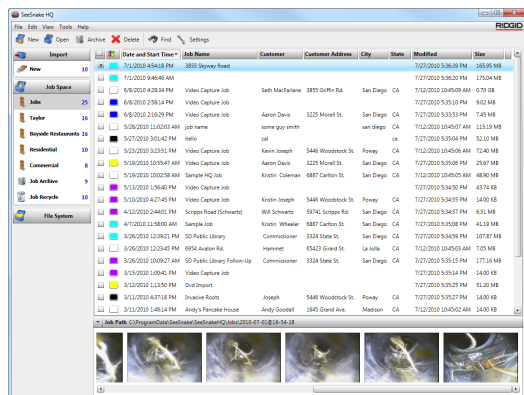 SeeSnake HQ
File Edit View Tools Help
RIDGID
New Open Archive Delete Find Settings
Import
New 10
Job Space
Jobs 25
Taylor 16
Bayside Restaurants 16
Residential 10
Commercial 8
Job Archive 9
Job Recycle 10
File System
Date and Start Time Job Name Customer Customer Address City State Modified Size
7/1/2010 4:54:18 PM 3855 Skyway Road 7/27/2010 5:36:39 PM 163.95 MB
7/1/2010 9:46:46 AM 7/27/2010 5:36:20 PM 175.04 MB
6/8/2010 4:28:34 PM Video Capture Job Seth MacFarlane 3855 Griffin Rd. San Diego CA 7/12/2010 10:45:09 AM 0.70 GB
6/8/2010 2:58:14 PM Video Capture Job 7/27/2010 5:35:10 PM 9.02 MB
6/8/2010 2:16:29 PM Video Capture Job Aaron Davis 3225 Morell St. San Diego CA 7/27/2010 5:33:53 PM 7.45 MB
5/28/2010 11:02:03 AM job name some guy smith san diego CA 7/12/2010 10:45:07 AM 115.19 MB
5/27/2010 3:01:42 PM hello cal ca 7/27/2010 5:35:04 PM 52.10 MB
5/23/2010 3:23:51 PM Video Capture Job Kevin Joseph 5446 Woodstock St. Poway CA 7/12/2010 10:45:06 AM 72.40 MB
5/19/2010 10:55:47 AM Video Capture Job Aaron Davis 3225 Morell St. San Diego CA 7/27/2010 5:35:06 PM 25.67 MB
5/19/2010 10:02:58 AM Sample HQ Job Kristin Coleman 6887 Carlton St. San Diego CA 7/12/2010 10:45:05 AM 48.90 MB
5/13/2010 1:56:40 PM Video Capture Job 7/27/2010 5:34:50 PM 43.74 KB
5/10/2010 4:27:45 PM Video Capture Job Kristin Joseph 5446 Woodstock St. Poway CA 7/27/2010 5:34:55 PM 14.00 KB
4/12/2010 2:44:01 PM Scripps Road (Schwartz) Will Schwartz 59741 Scripps Rd. San Diego CA 7/27/2010 5:34:57 PM 6.51 MB
4/7/2010 11:58:00 AM Sample Job Kristin Wheeler 6887 Carlton St. San Diego CA 7/27/2010 5:35:08 PM 41.19 MB
3/26/2010 12:39:21 PM SD Public Library Commissioner 3324 State St. San Diego CA 7/27/2010 5:34:59 PM 107.87 MB
3/26/2010 12:23:45 PM 6954 Avalon Rd. Hammet 65423 Girard St. La Jolla CA 7/12/2010 10:45:03 AM 7.05 MB
3/26/2010 10:09:27 AM SD Public Library Follow-Up Commissioner 3324 State St. San Diego CA 7/27/2010 5:35:15 PM 177.16 MB
3/15/2010 1:00:41 PM Video Capture Job 7/27/2010 5:35:14 PM 14.00 KB
3/12/2010 1:13:50 PM Dvd Import 7/27/2010 5:35:25 PM 51.20 MB
3/11/2010 4:37:18 PM Invasive Roots Joseph 5446 Woodstock St. Poway CA 7/27/2010 5:35:27 PM 14.00 KB
3/11/2010 1:48:14 PM Andy's Pancake House Andy Goodall 1645 Grand Ave. Madison CA 7/12/2010 10:45:02 AM 14.00 KB
Job Path C:\ProgramData\SeeSnake\SeeSnakeHQ\Jobs\2010-07-01@16-54-18